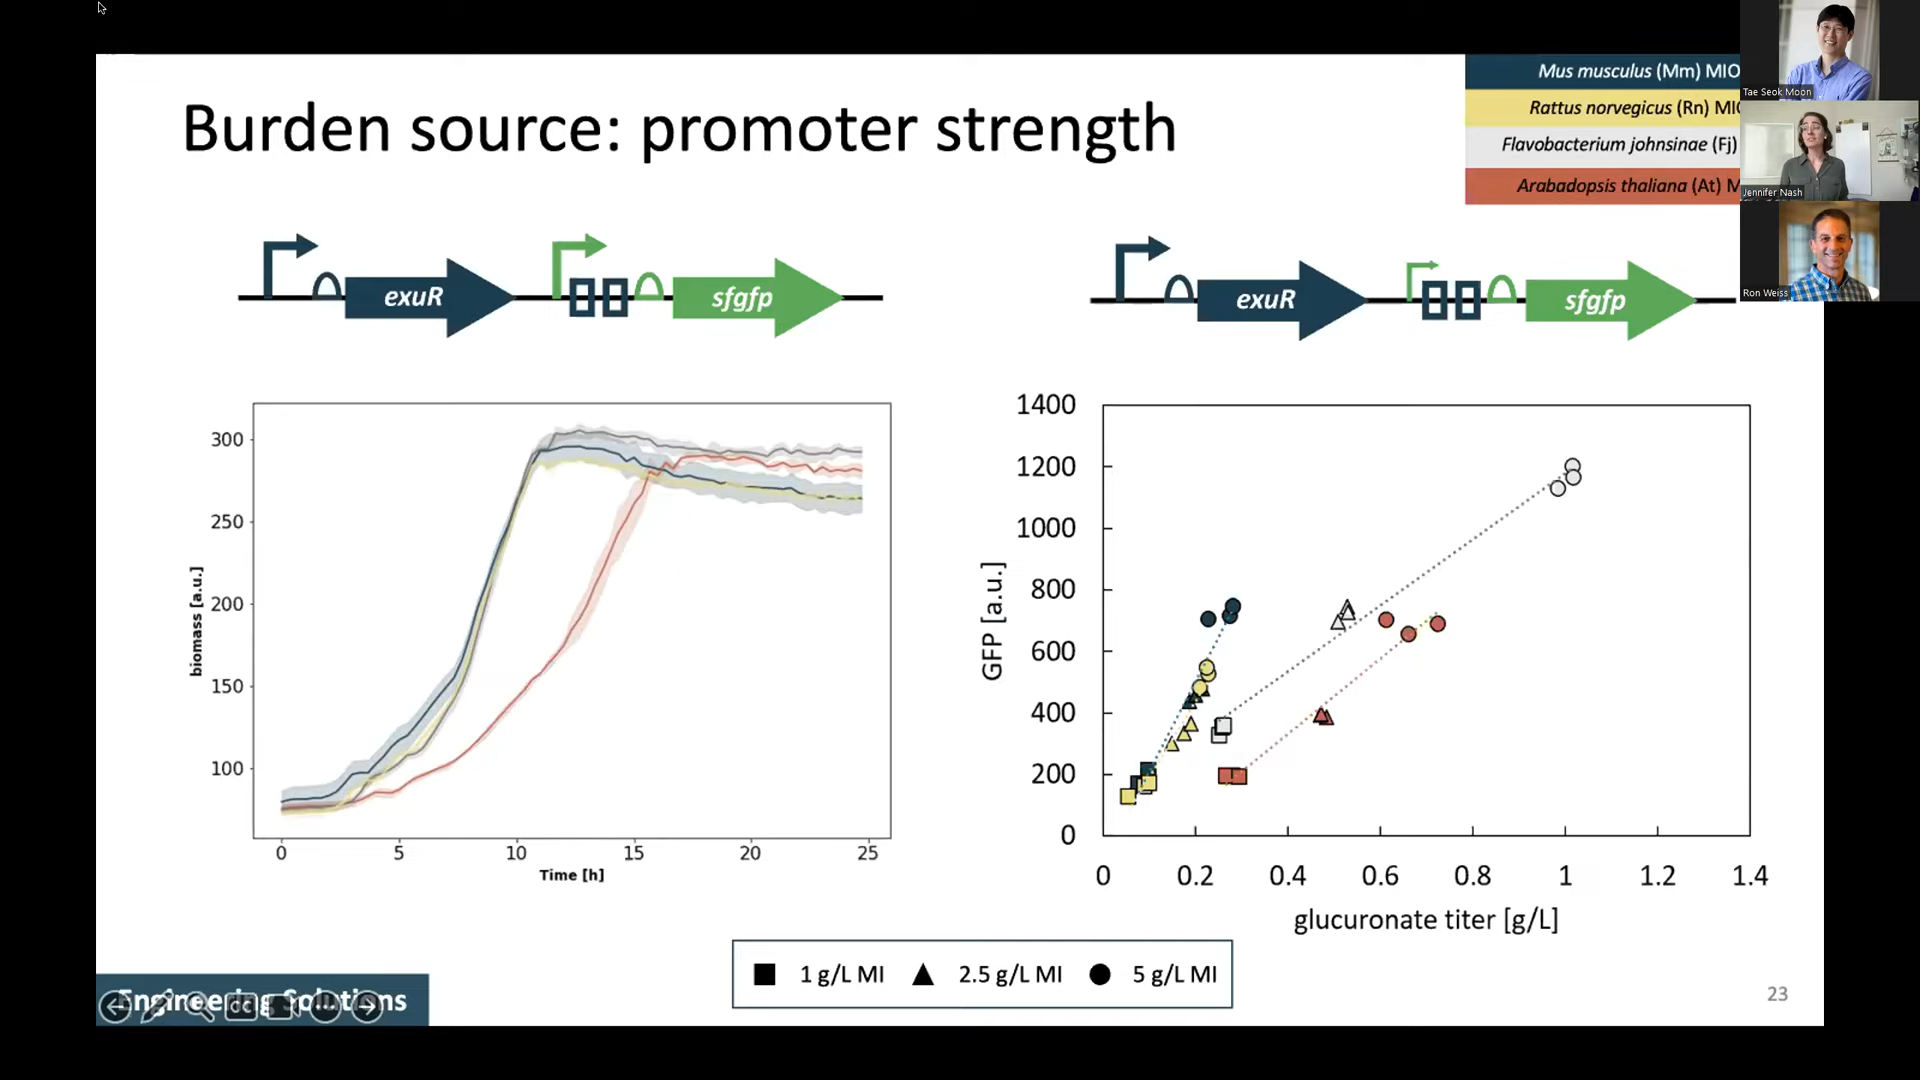 Burden source: promoter strength
Mus musculus (Mm) MIO
Rattus norvegicus (Rn) MIO
Flavobacterium johnsinae (Fj)
Arabadopsis thaliana (At) M
Tae Seok Moon
Jennifer Nash
Ron Weiss
exuR
sfgfp
exuR
sfgfp
300
250
200
150
100
biomass [a.u.]
0 5 10 15 20 25
Time [h]
1400
1200
1000
800
600
400
200
0
GFP [a.u.]
0 0.2 0.4 0.6 0.8 1 1.2 1.4
glucuronate titer [g/L]
1 g/L MI 2.5 g/L MI 5 g/L MI
Engineering Solutions
23